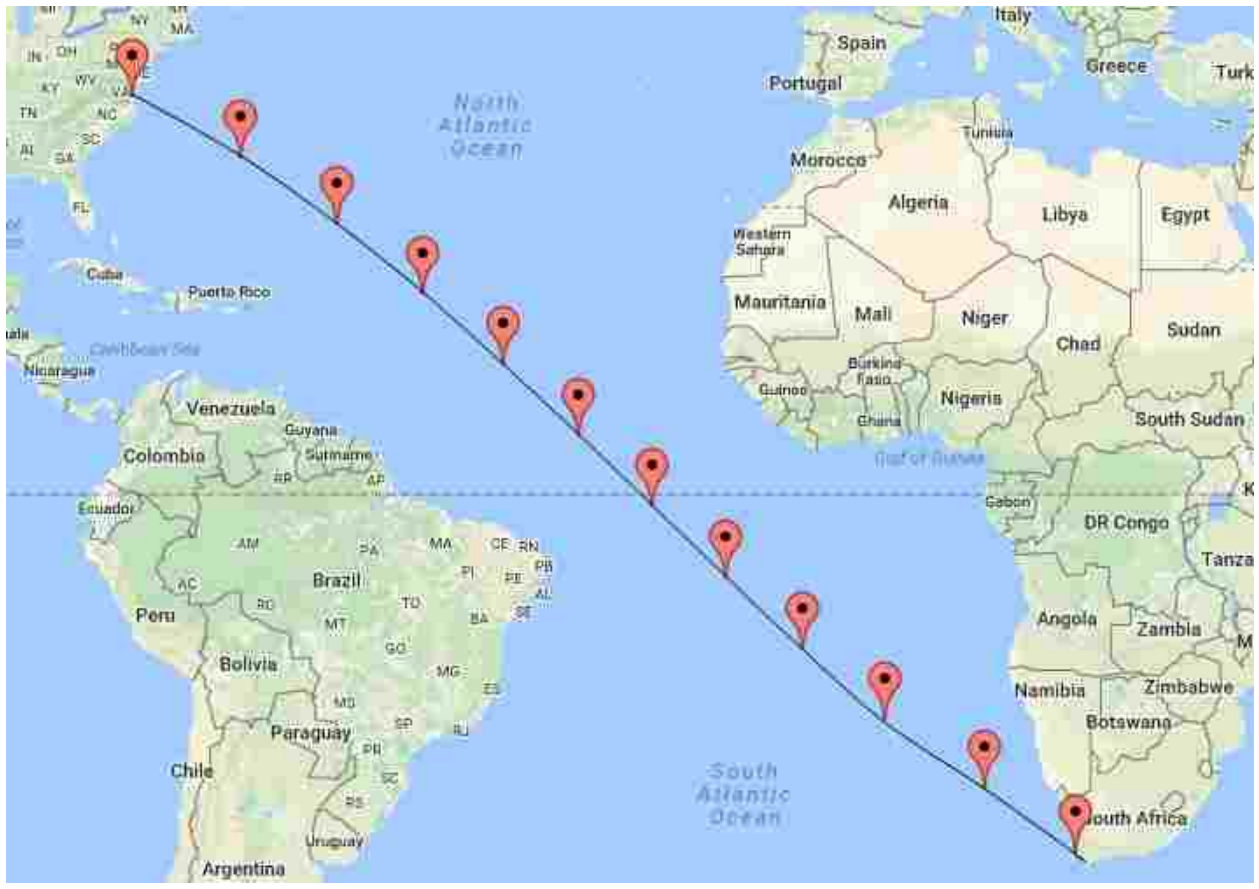 NY
MA
Italy
IN
OH
Spain
WV
KY
VA
Portugal
Greece
Turk
North
Atlantic
Ocean
TN
NC
SC
AL
GA
Tunisia
Morocco
FL
Algeria
Libya
Egypt
Western
Sahara
Cuba
Puerto Rico
Mauritania
Mali
Niger
Sudan
Chad
Caribbean Sea
Nicaragua
Burkina
Faso
Guinea
Nigeria
Ghana
South Sudan
Venezuela
Guyana
Suriname
Colombia
Gulf of Guinea
RR
AP
Ecuador
Gabon
K
DR Congo
AM
PA
MA
CE
RN
PB
Tanza
AC
Brazil
PI
PE
AL
RO
TO
SE
Peru
MT
BA
Angola
Zambia
M
GO
Bolivia
MG
ES
Namibia
Zimbabwe
MS
Botswana
SP
RJ
Paraguay
PR
Chile
SC
South
Atlantic
Ocean
RS
South Africa
Uruguay
Argentina